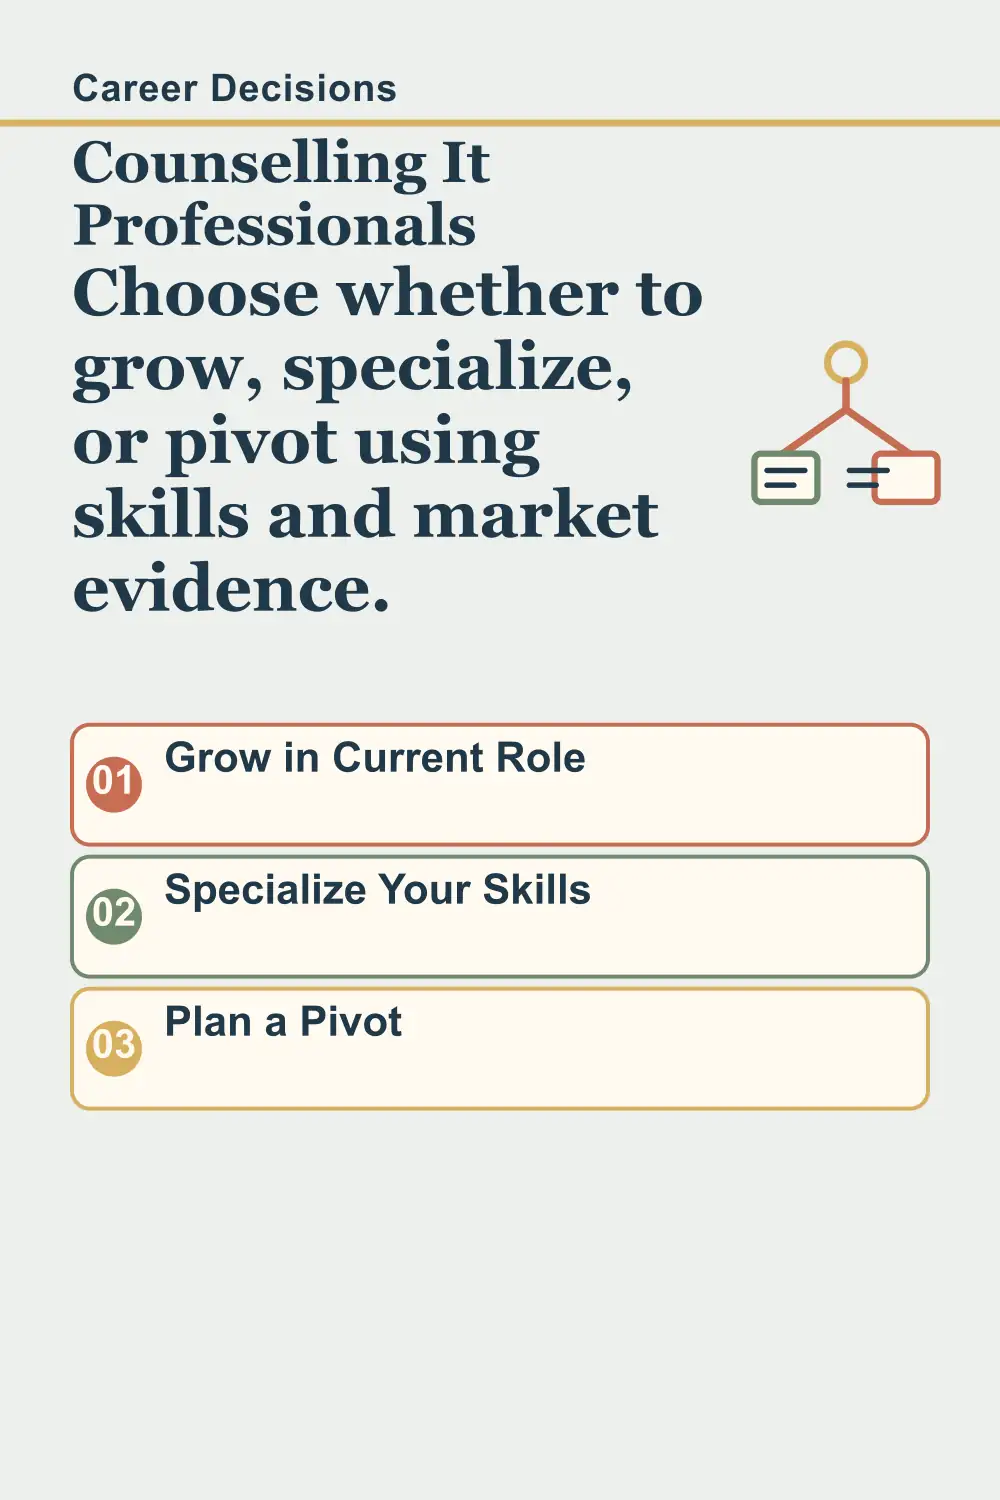 Career Decisions
Counselling It
Professionals
Choose whether to
grow, specialize,
or pivot using
skills and market
evidence.
01 Grow in Current Role
02 Specialize Your Skills
03 Plan a Pivot